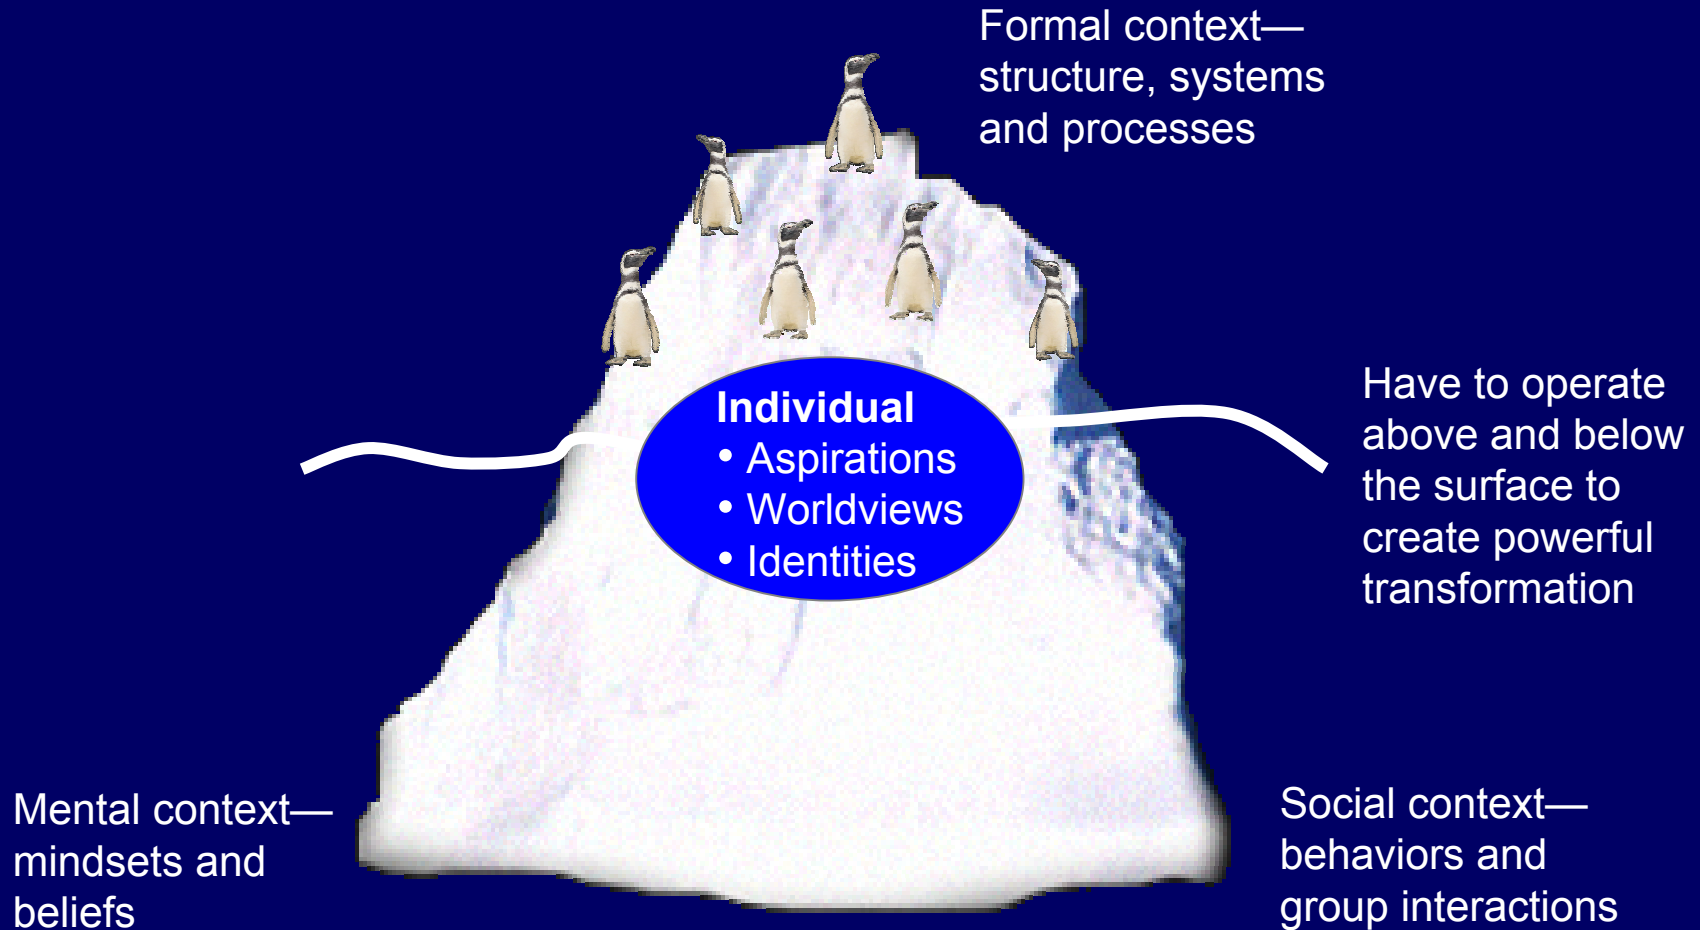 Formal context—
structure, systems
and processes
Individual
• Aspirations
• Worldviews
• Identities
Have to operate
above and below
the surface to
create powerful
transformation
Mental context—
mindsets and
beliefs
Social context—
behaviors and
group interactions